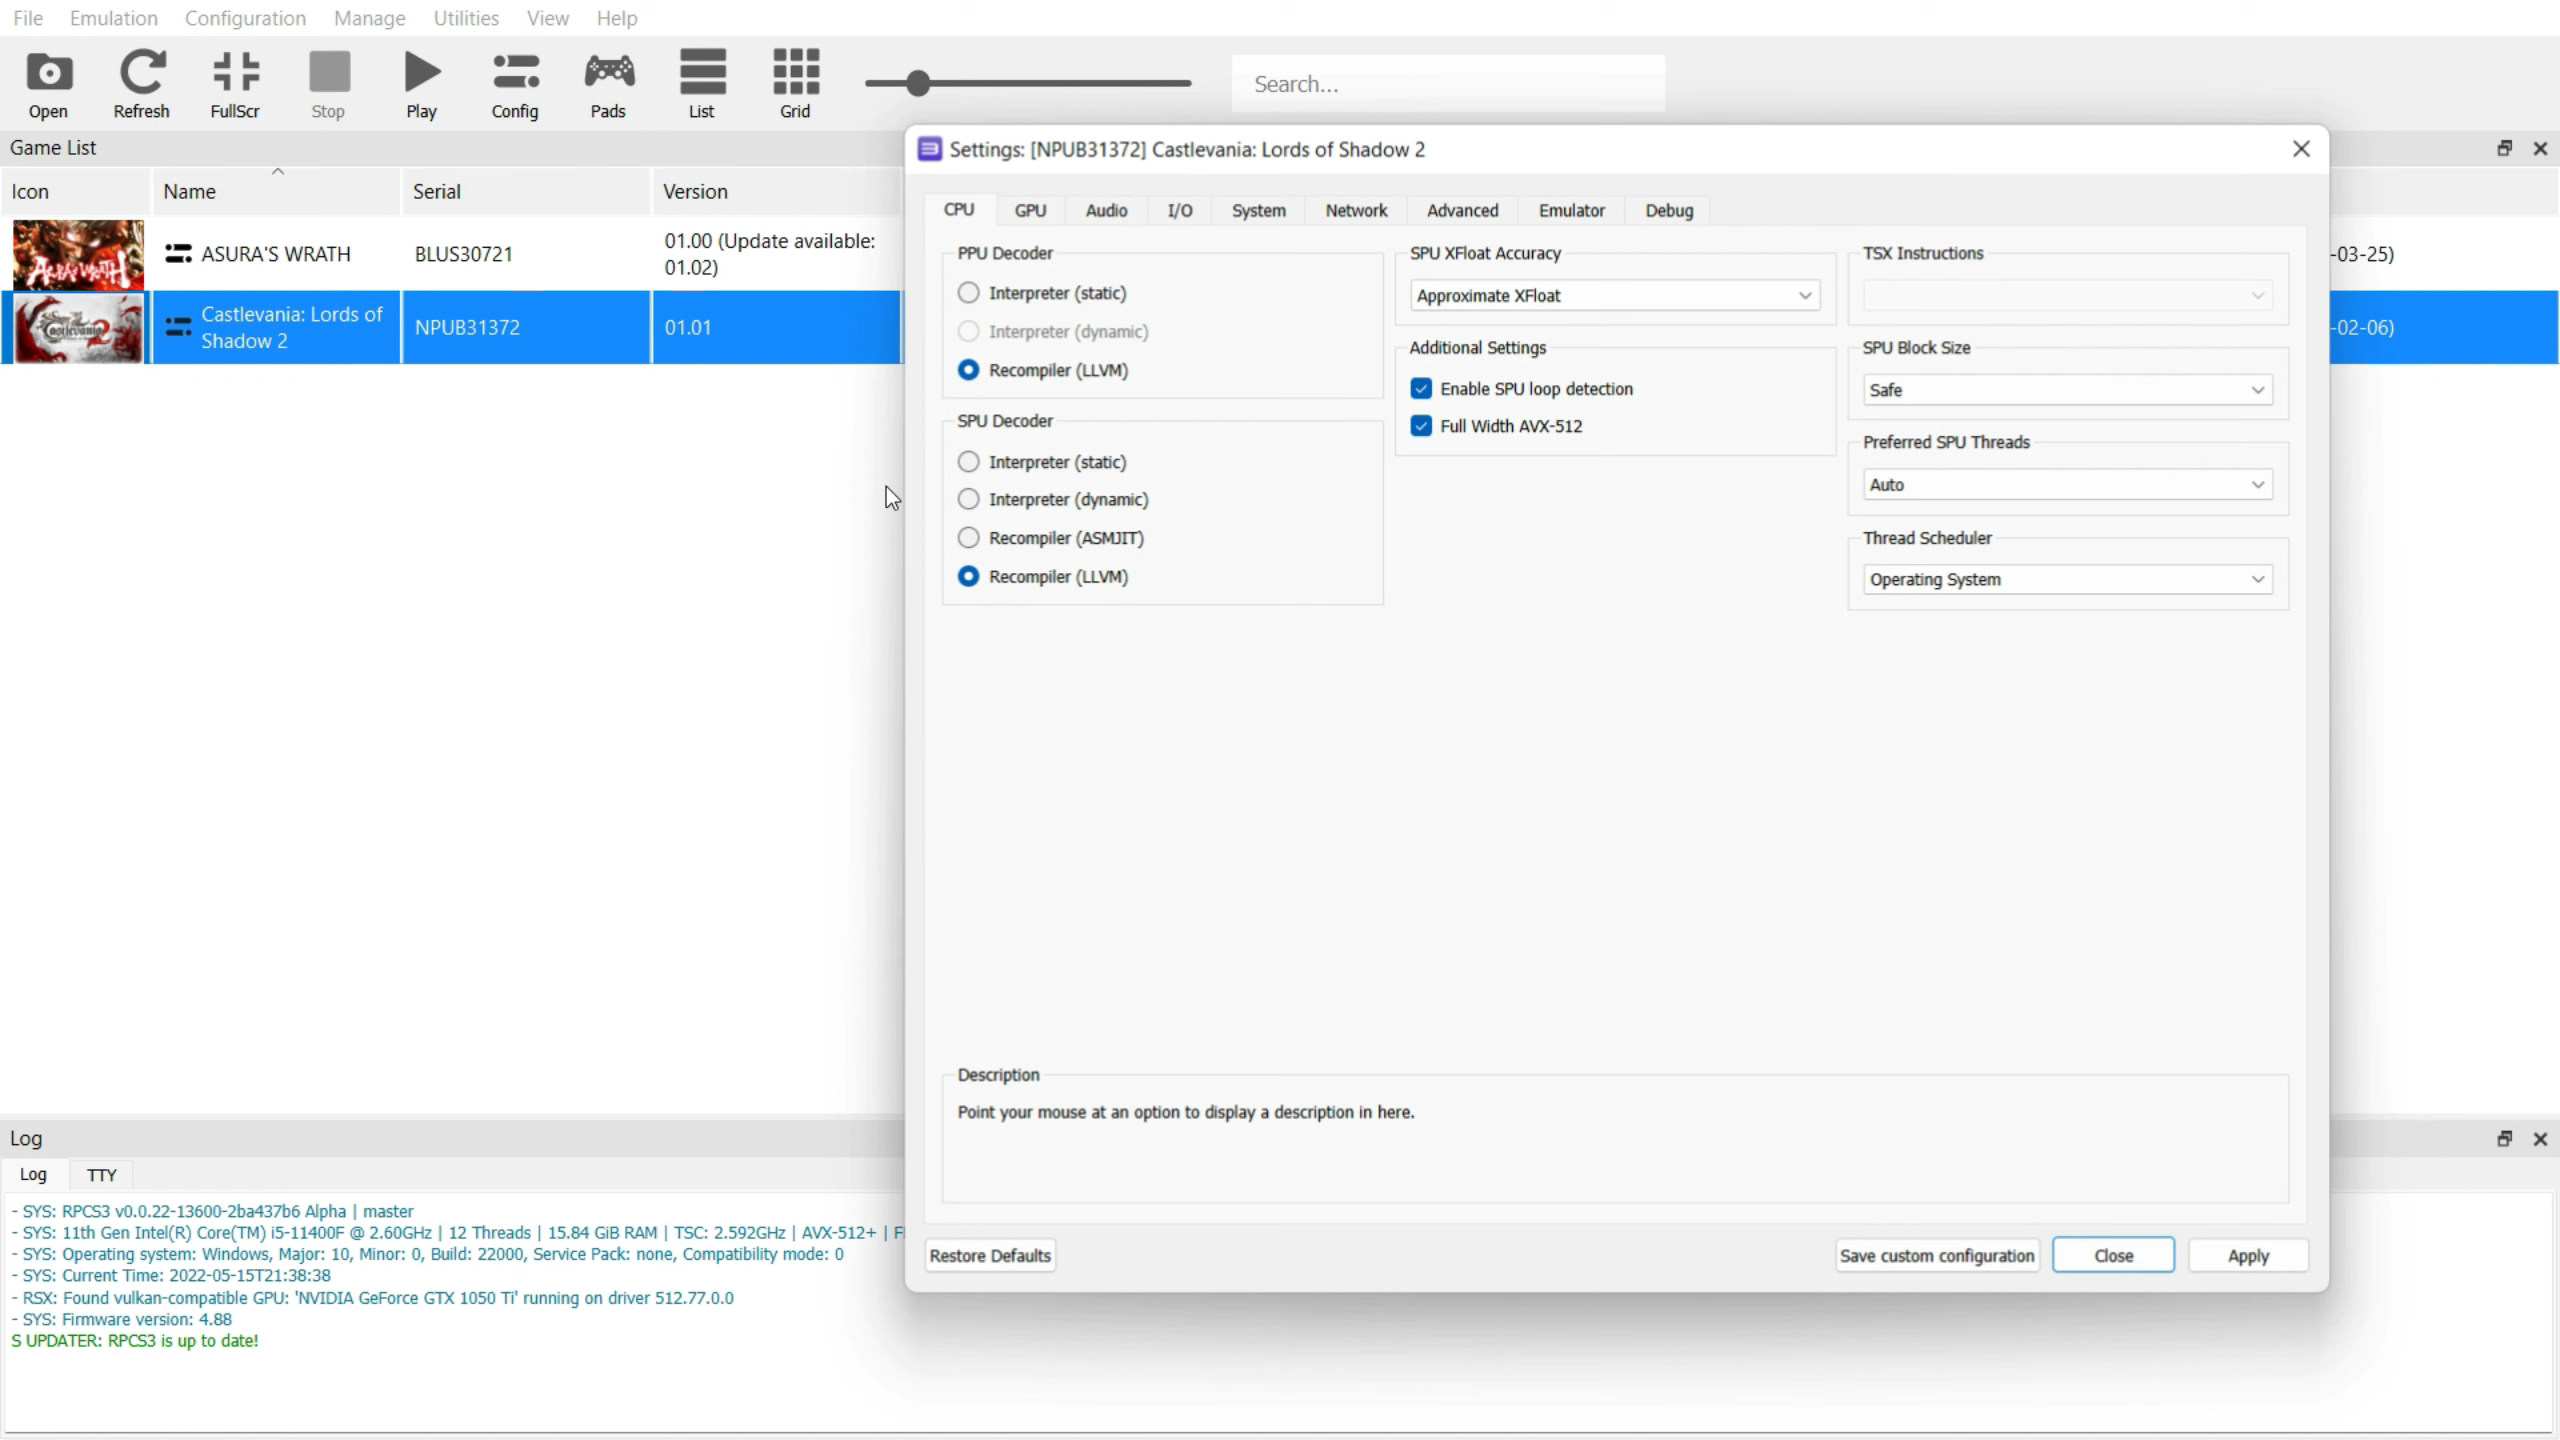 File Emulation Configuration Manage Utilities View Help
Open Refresh FullScr Stop Play Config Pads List Grid Search...
Game List
Icon Name Serial Version
ASURA'S WRATH BLUS30721 01.00 (Update available:
01.02)
-03-25)
Castlevania: Lords of
Shadow 2
NPUB31372 01.01
-02-06)
Settings: [NPUB31372] Castlevania: Lords of Shadow 2
CPU GPU Audio I/O System Network Advanced Emulator Debug
PPU Decoder
Interpreter (static)
Interpreter (dynamic)
Recompiler (LLVM)
SPU Decoder
Interpreter (static)
Interpreter (dynamic)
Recompiler (ASMJIT)
Recompiler (LLVM)
SPU XFloat Accuracy
Approximate XFloat
Additional Settings
Enable SPU loop detection
Full Width AVX-512
TSX Instructions
SPU Block Size
Safe
Preferred SPU Threads
Auto
Thread Scheduler
Operating System
Description
Point your mouse at an option to display a description in here.
Restore Defaults Save custom configuration Close Apply
Log
Log TTY
- SYS: RPCS3 v0.0.22-13600-2ba437b6 Alpha | master
- SYS: 11th Gen Intel(R) Core(TM) i5-11400F @ 2.60GHz | 12 Threads | 15.84 GiB RAM | TSC: 2.592GHz | AVX-512+ |
- SYS: Operating system: Windows, Major: 10, Minor: 0, Build: 22000, Service Pack: none, Compatibility mode: 0
- SYS: Current Time: 2022-05-15T21:38:38
- RSX: Found vulkan-compatible GPU: 'NVIDIA GeForce GTX 1050 Ti' running on driver 512.77.0.0
- SYS: Firmware version: 4.88
S UPDATER: RPCS3 is up to date!